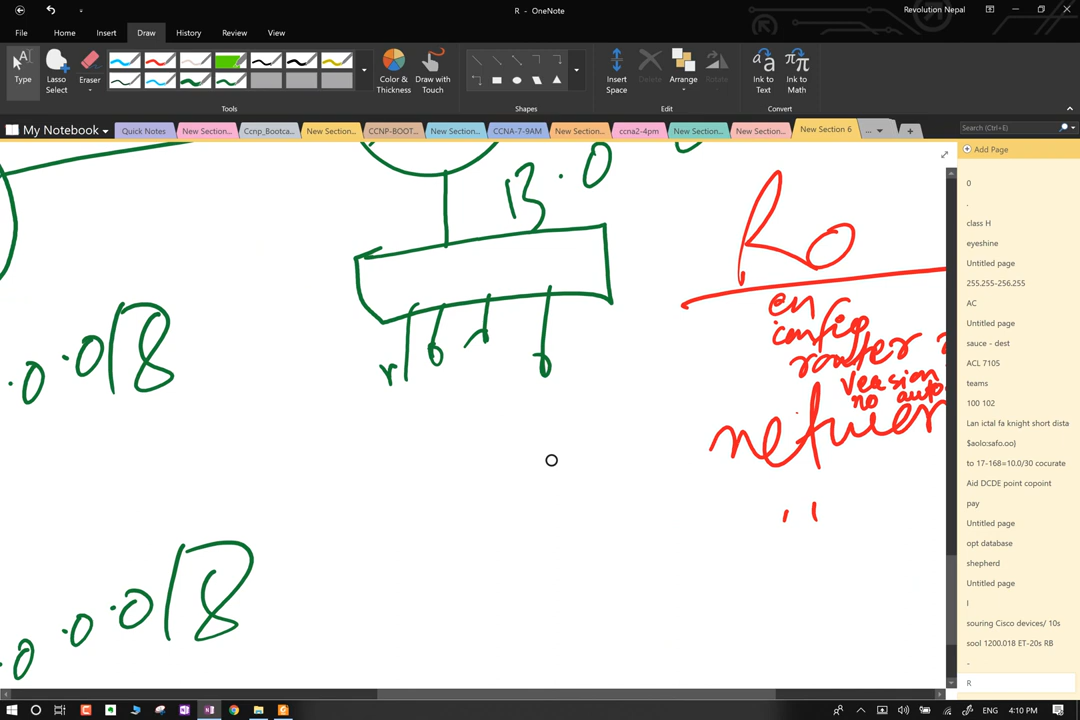 R - OneNote
Revolution Nepal
File
Home
Insert
Draw
History
Review
View
Type
Lasso Select
Eraser
Color & Thickness
Draw with Touch
Insert Space
Delete
Arrange
Rotate
Ink to Text
Ink to Math
Tools
Shapes
Edit
Convert
My Notebook
Quick Notes
New Section...
Ccnp_Bootca...
New Section...
CCNP-BOOT...
New Section...
CCNA-7-9AM
New Section...
ccna2-4pm
New Section...
New Section...
New Section 6
...
Search (Ctrl+E)
Add Page
0
.
class H
eyeshine
Untitled page
255.255-256.255
AC
Untitled page
sauce - dest
ACL 7105
teams
100 102
Lan ictal fa knight short dista
$aolo:safo.oo)
to 17-168=10.0/30 cocurate
Aid DCDE point copoint
pay
Untitled page
opt database
shepherd
Untitled page
I
souring Cisco devices/ 10s
sool 1200.018 ET-20s RB
-
R
13.0
.0.0/8
.0.0.0/8
R0
en
config
router
version
no auto
4:10 PM